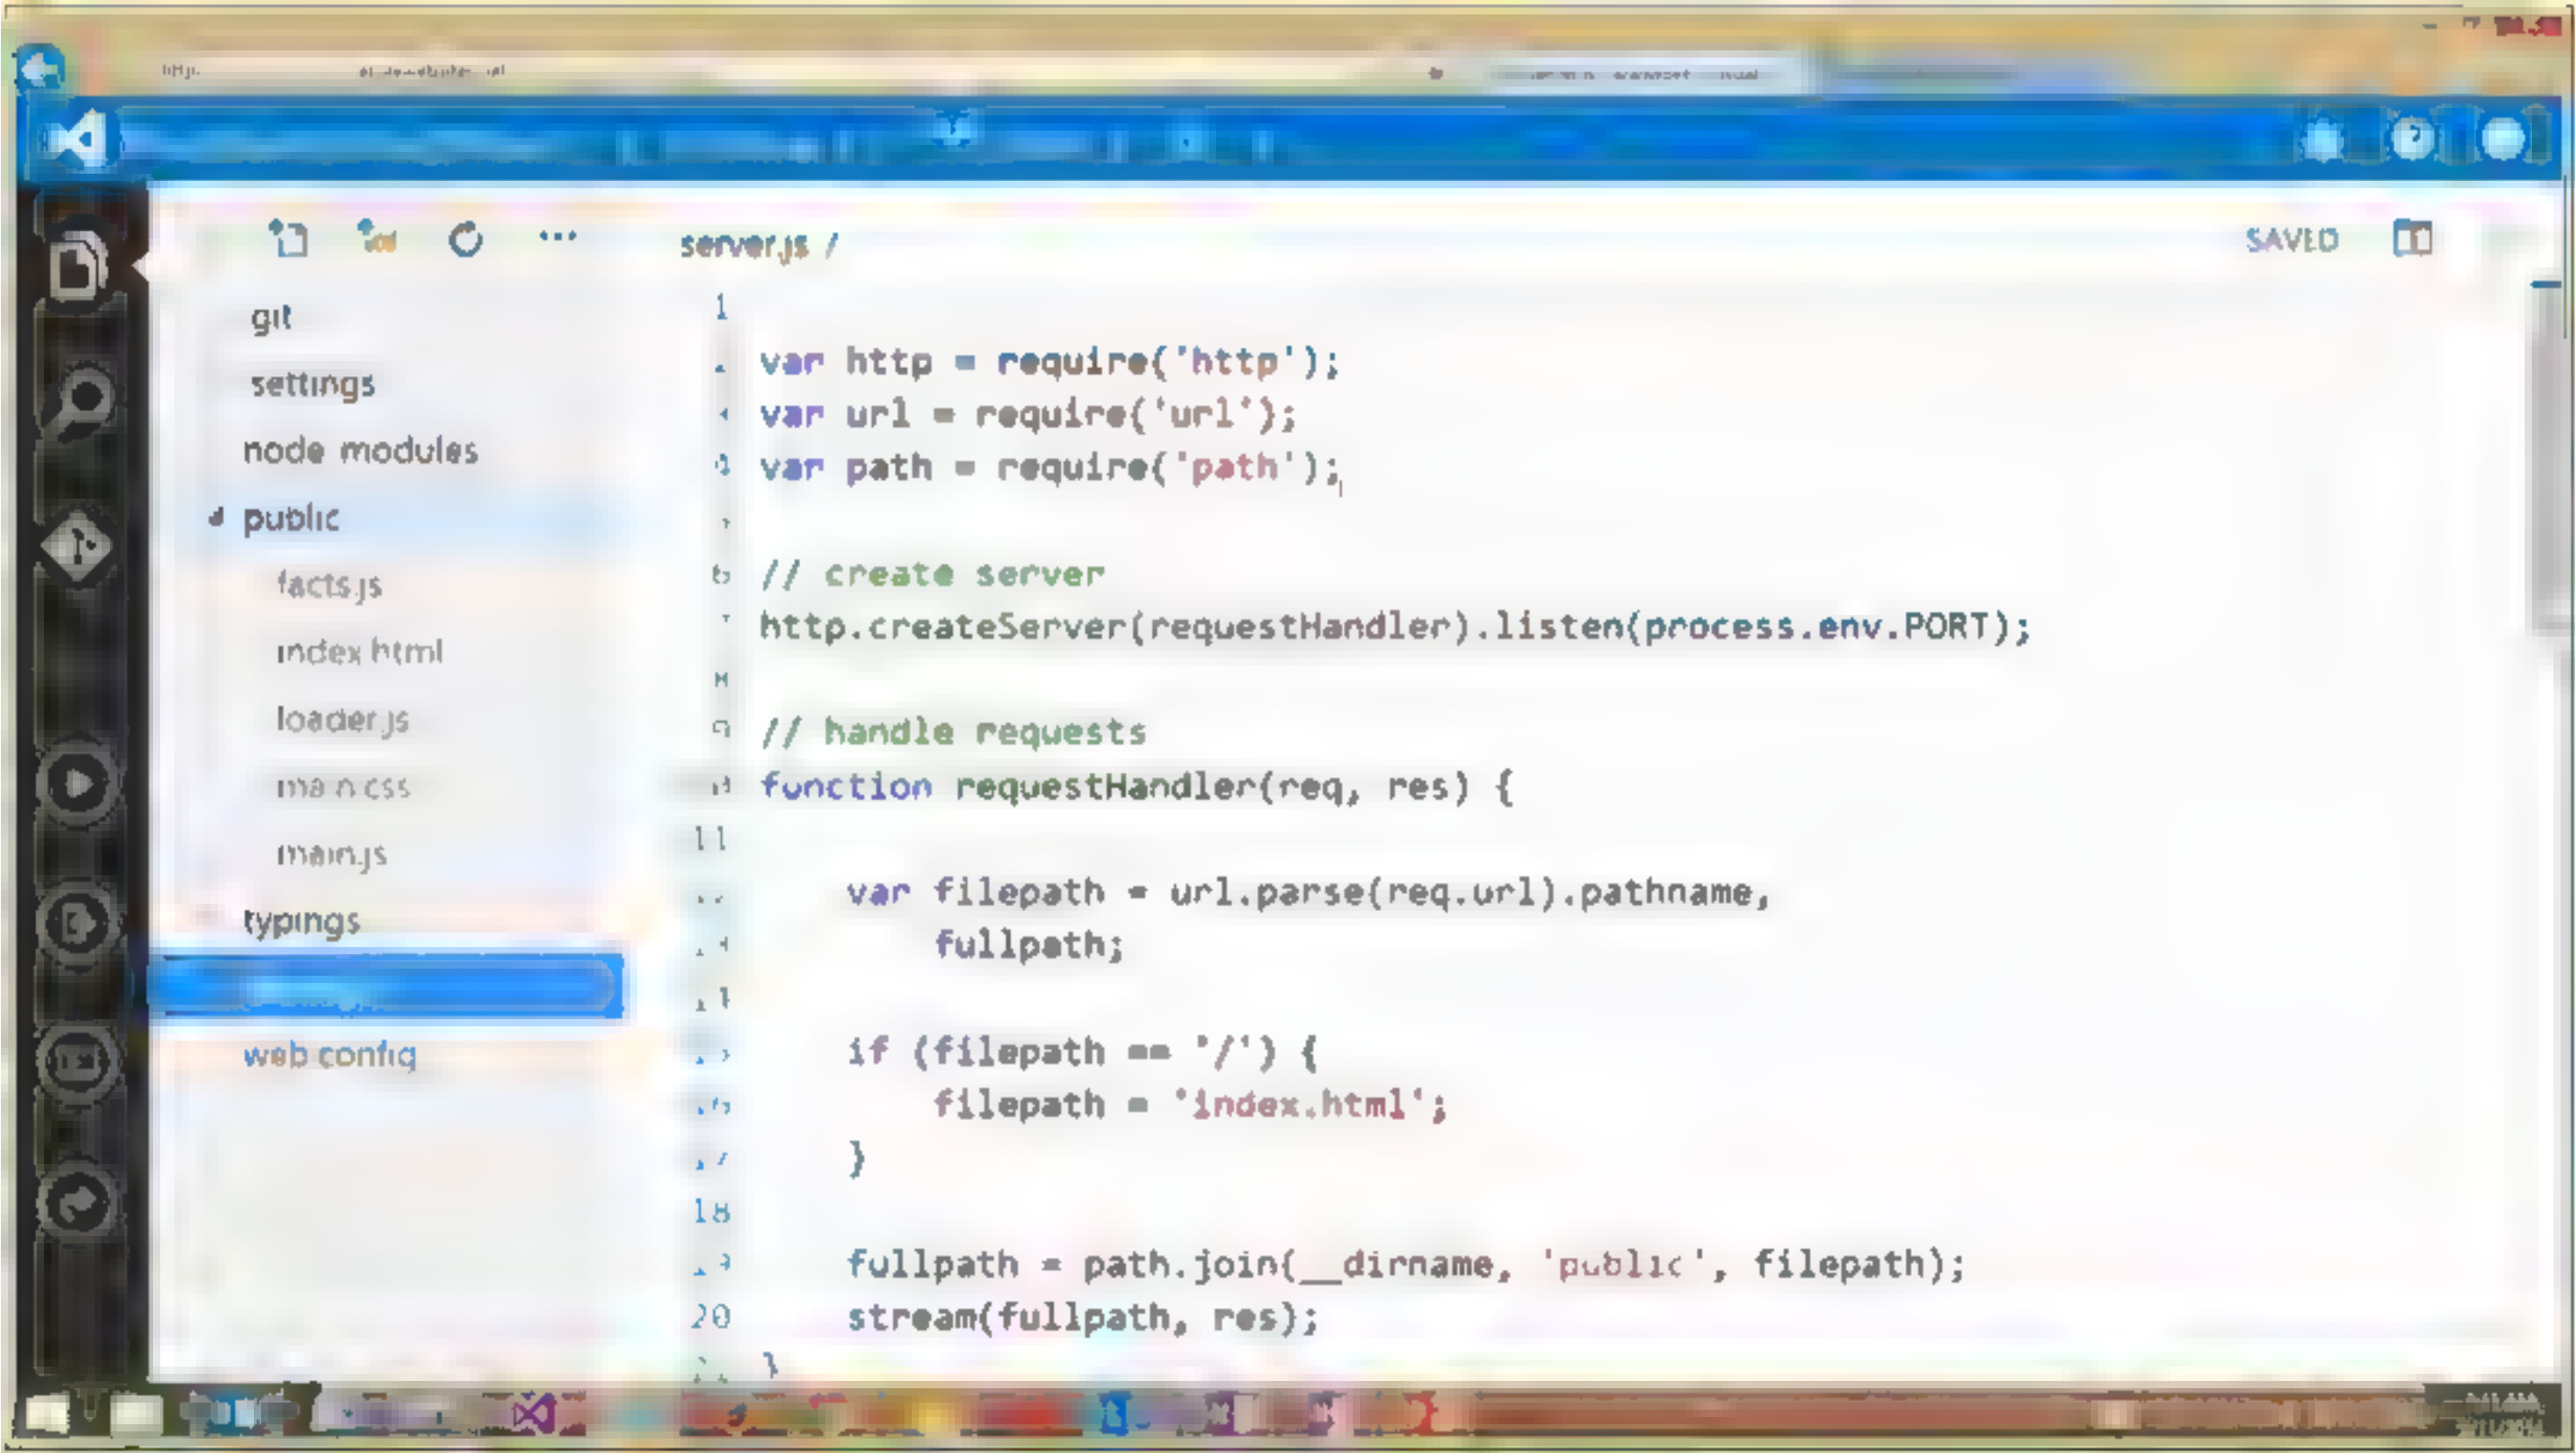 server.js /
SAVED
git
settings
node modules
public
facts.js
index html
loader.js
main.js
typings
web config
1
var http = require('http');
var url = require('url');
var path = require('path');
// create server
http.createServer(requestHandler).listen(process.env.PORT);
// handle requests
function requestHandler(req, res) {
11
var filepath = url.parse(req.url).pathname,
fullpath;
if (filepath == '/') {
filepath = 'index.html';
}
18
fullpath = path.join(__dirname, 'public', filepath);
20 stream(fullpath, res);
}